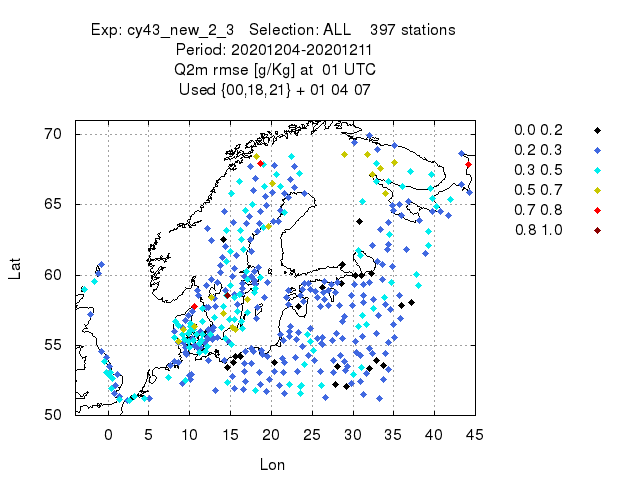 Exp: cy43_new_2_3 Selection: ALL 397 stations
Period: 20201204-20201211
Q2m rmse [g/Kg] at 01 UTC
Used {00,18,21} + 01 04 07
70
65
60
55
50
Lat
0 5 10 15 20 25 30 35 40 45
Lon
0.0 0.2
0.2 0.3
0.3 0.5
0.5 0.7
0.7 0.8
0.8 1.0